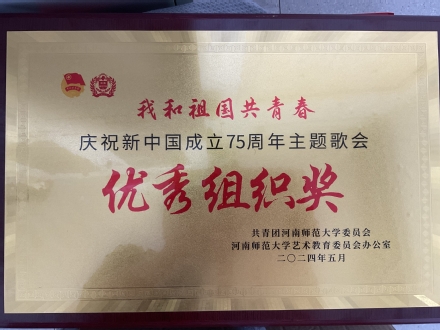 我和祖国共青春
庆祝新中国成立75周年主题歌会
优秀组织奖
共青团河南师范大学委员会
河南师范大学艺术教育委员会办公室
二〇二四年五月